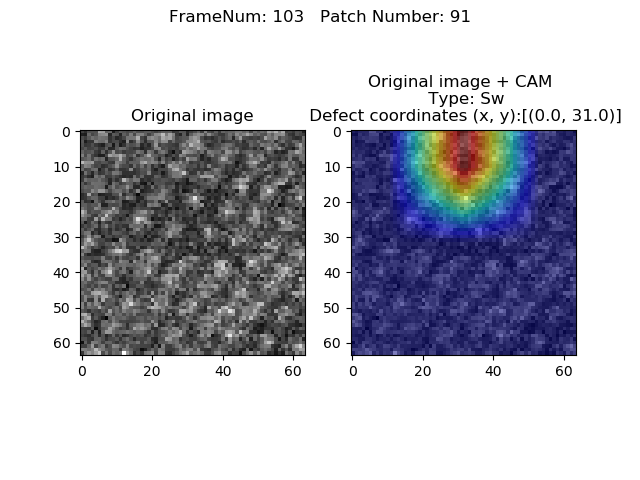 FrameNum: 103   Patch Number: 91
Original image
0
10
20
30
40
50
60
0 20 40 60
Original image + CAM
Type: Sw
Defect coordinates (x, y):[(0.0, 31.0)]
0
10
20
30
40
50
60
0 20 40 60